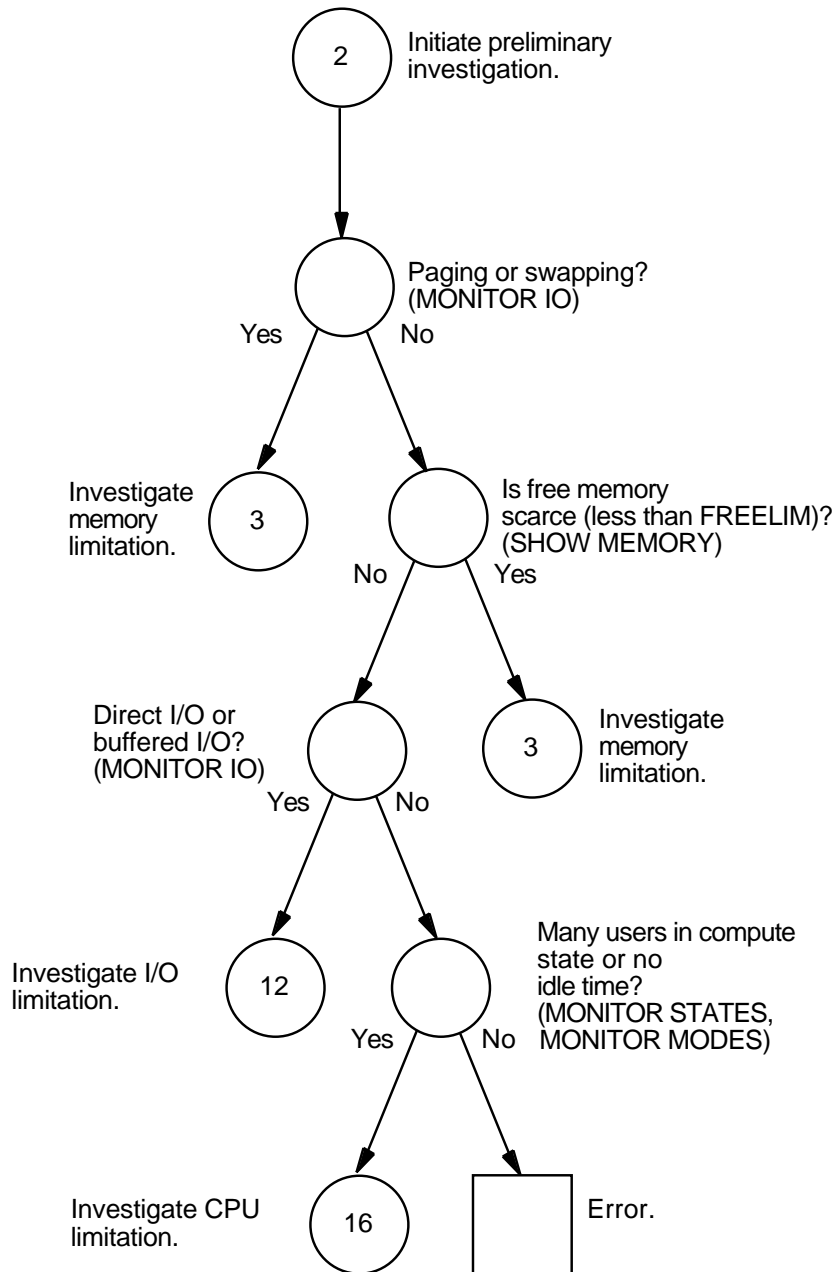 2
Initiate preliminary
investigation.
Paging or swapping?
(MONITOR IO)
Yes
No
Investigate
memory
limitation.
3
Is free memory
scarce (less than FREELIM)?
(SHOW MEMORY)
No
Yes
Direct I/O or
buffered I/O?
(MONITOR IO)
Yes
No
3
Investigate
memory
limitation.
Investigate I/O
limitation.
12
Many users in compute
state or no
idle time?
(MONITOR STATES,
MONITOR MODES)
Yes
No
Investigate CPU
limitation.
16
Error.